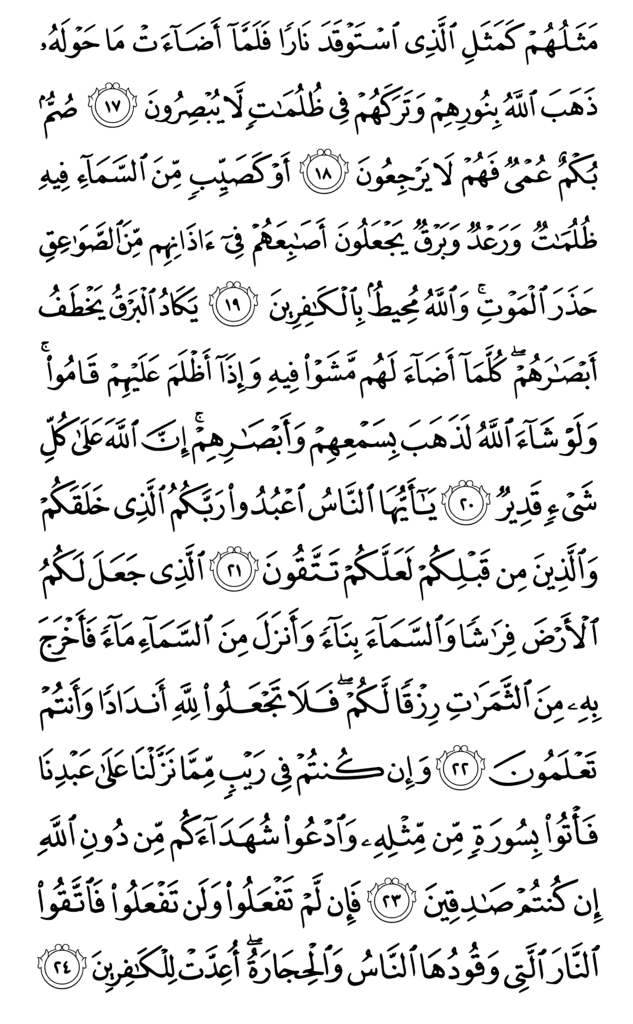 مَثَلُهُمْ كَمَثَلِ ٱلَّذِى ٱسْتَوْقَدَ نَارًا فَلَمَّآ أَضَآءَتْ مَا حَوْلَهُۥ
ذَهَبَ ٱللَّهُ بِنُورِهِمْ وَتَرَكَهُمْ فِى ظُلُمَـٰتٍ لَّا يُبْصِرُونَ ١٧ صُمٌّۢ
بُكْمٌ عُمْىٌ فَهُمْ لَا يَرْجِعُونَ ١٨ أَوْ كَصَيِّبٍ مِّنَ ٱلسَّمَآءِ فِيهِ
ظُلُمَـٰتٌ وَرَعْدٌ وَبَرْقٌ يَجْعَلُونَ أَصَـٰبِعَهُمْ فِىٓ ءَاذَانِهِم مِّنَ ٱلصَّوَٰعِقِ
حَذَرَ ٱلْمَوْتِ ۚ وَٱللَّهُ مُحِيطٌۢ بِٱلْكَـٰفِرِينَ ١٩ يَكَادُ ٱلْبَرْقُ يَخْطَفُ
أَبْصَـٰرَهُمْ ۖ كُلَّمَآ أَضَآءَ لَهُم مَّشَوْا۟ فِيهِ وَإِذَآ أَظْلَمَ عَلَيْهِمْ قَامُوا۟ ۚ
وَلَوْ شَآءَ ٱللَّهُ لَذَهَبَ بِسَمْعِهِمْ وَأَبْصَـٰرِهِمْ ۚ إِنَّ ٱللَّهَ عَلَىٰ كُلِّ
شَىْءٍ قَدِيرٌ ٢٠ يَـٰٓأَيُّهَا ٱلنَّاسُ ٱعْبُدُوا۟ رَبَّكُمُ ٱلَّذِى خَلَقَكُمْ
وَٱلَّذِينَ مِن قَبْلِكُمْ لَعَلَّكُمْ تَتَّقُونَ ٢١ ٱلَّذِى جَعَلَ لَكُمُ
ٱلْأَرْضَ فِرَٰشًا وَٱلسَّمَآءَ بِنَآءً وَأَنزَلَ مِنَ ٱلسَّمَآءِ مَآءً فَأَخْرَجَ
بِهِۦ مِنَ ٱلثَّمَرَٰتِ رِزْقًا لَّكُمْ ۖ فَلَا تَجْعَلُوا۟ لِلَّهِ أَندَادًا وَأَنتُمْ
تَعْلَمُونَ ٢٢ وَإِن كُنتُمْ فِى رَيْبٍ مِّمَّا نَزَّلْنَا عَلَىٰ عَبْدِنَا
فَأْتُوا۟ بِسُورَةٍ مِّن مِّثْلِهِۦ وَٱدْعُوا۟ شُهَدَآءَكُم مِّن دُونِ ٱللَّهِ
إِن كُنتُمْ صَـٰدِقِينَ ٢٣ فَإِن لَّمْ تَفْعَلُوا۟ وَلَن تَفْعَلُوا۟ فَٱتَّقُوا۟
ٱلنَّارَ ٱلَّتِى وَقُودُهَا ٱلنَّاسُ وَٱلْحِجَارَةُ ۖ أُعِدَّتْ لِلْكَـٰفِرِينَ ٢٤